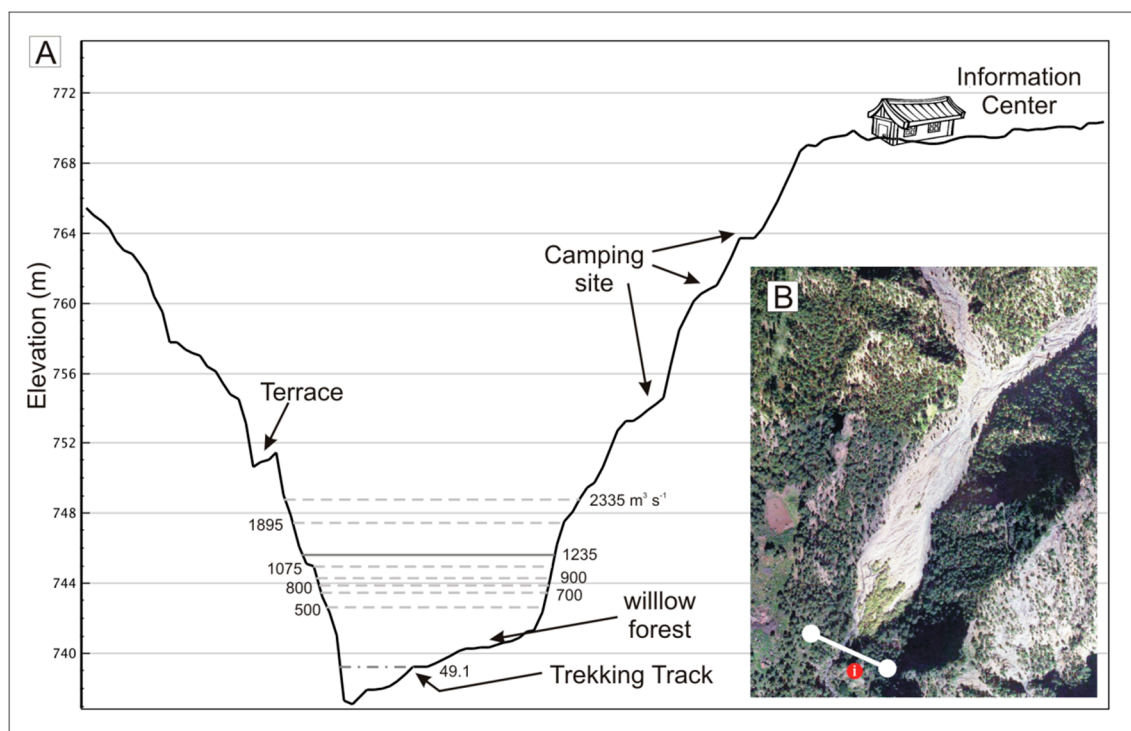 A
Elevation (m)
772
768
764
760
756
752
748
744
740
Information
Center
Camping
site
Terrace
2335 m³ s⁻¹
1895
1235
1075
900
800
700
500
willlow
forest
49.1
Trekking Track
B
i